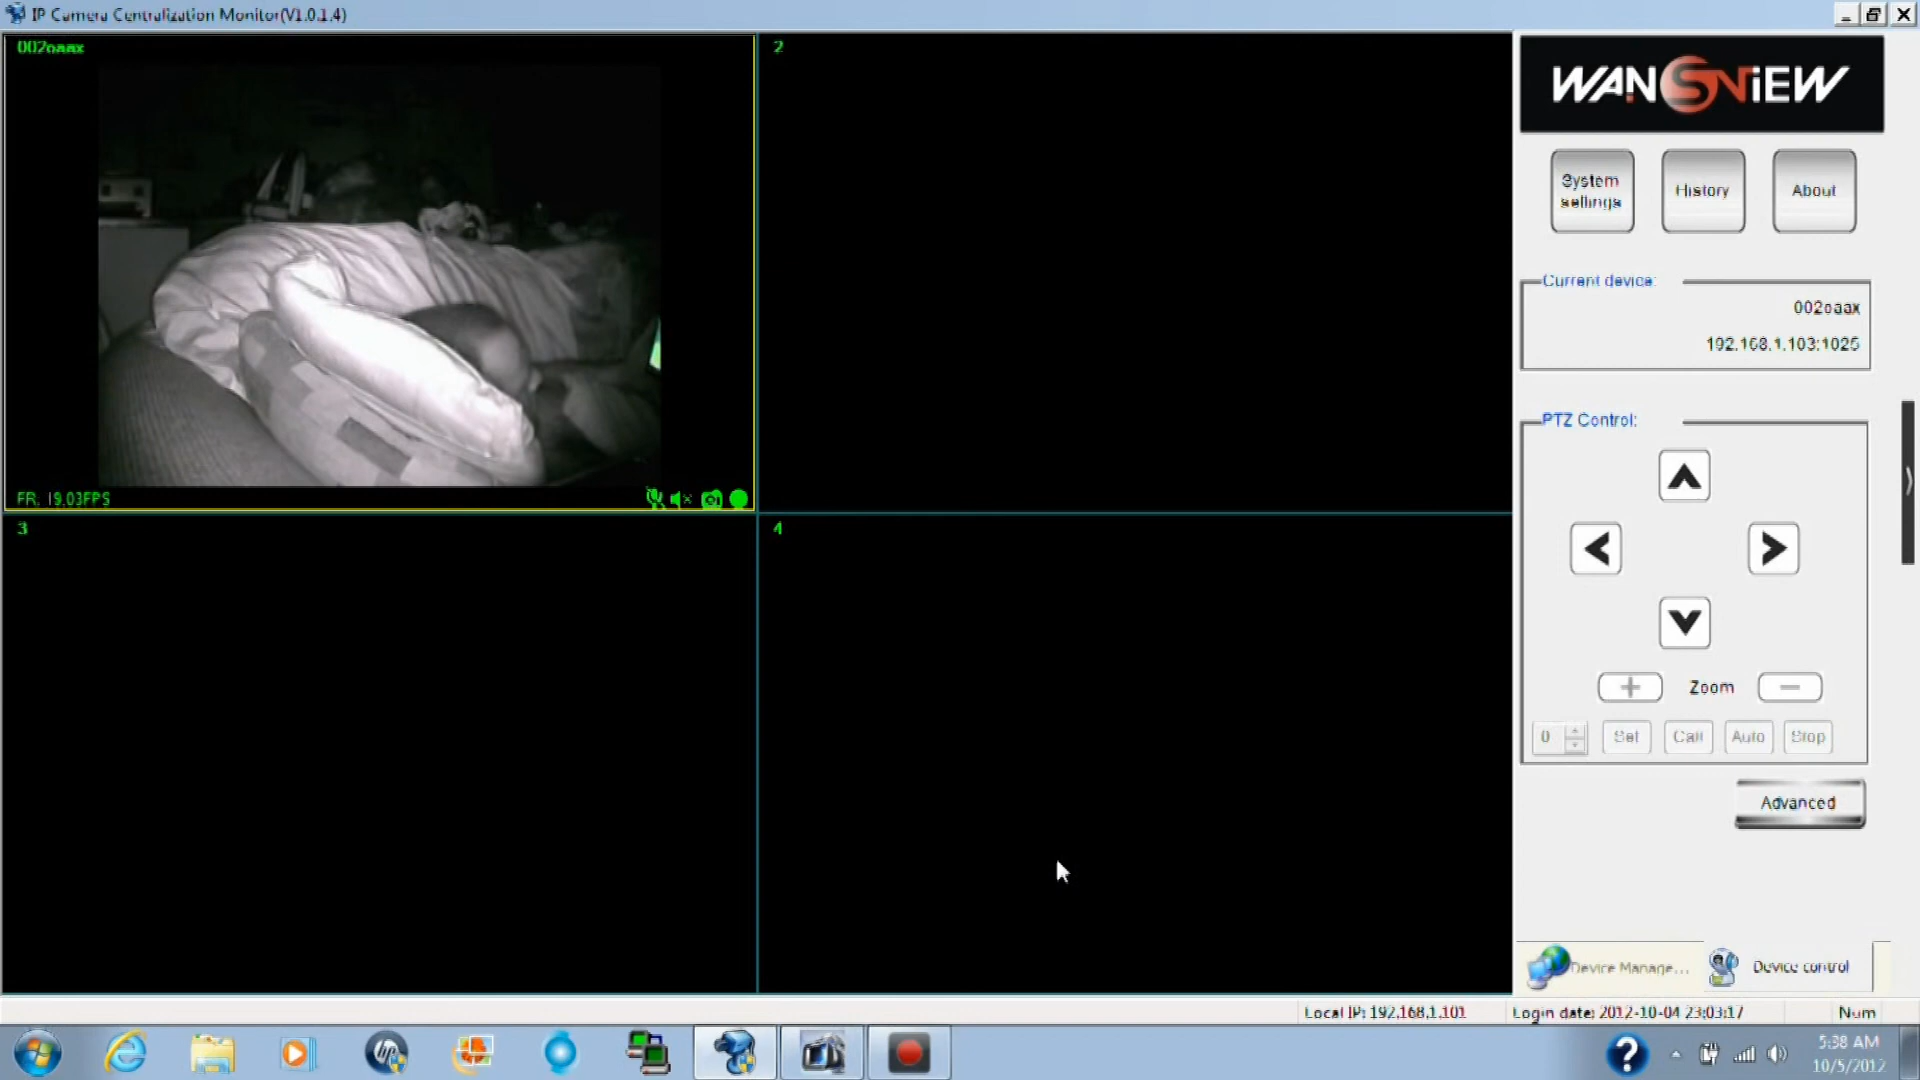 IP Camera Centralization Monitor(V1.0.1.4)
002oaax
2
FR: 19.03FPS
3
4
WANSVIEW
System
settings
History
About
Current device:
002oaax
192.168.1.103:1025
PTZ Control:
+ Zoom −
0 Set Call Auto Stop
Advanced
Device Manage...
Device control
Local IP: 192.168.1.101
Login date: 2012-10-04 23:03:17
Num
hp
?
5:38 AM
10/5/2012